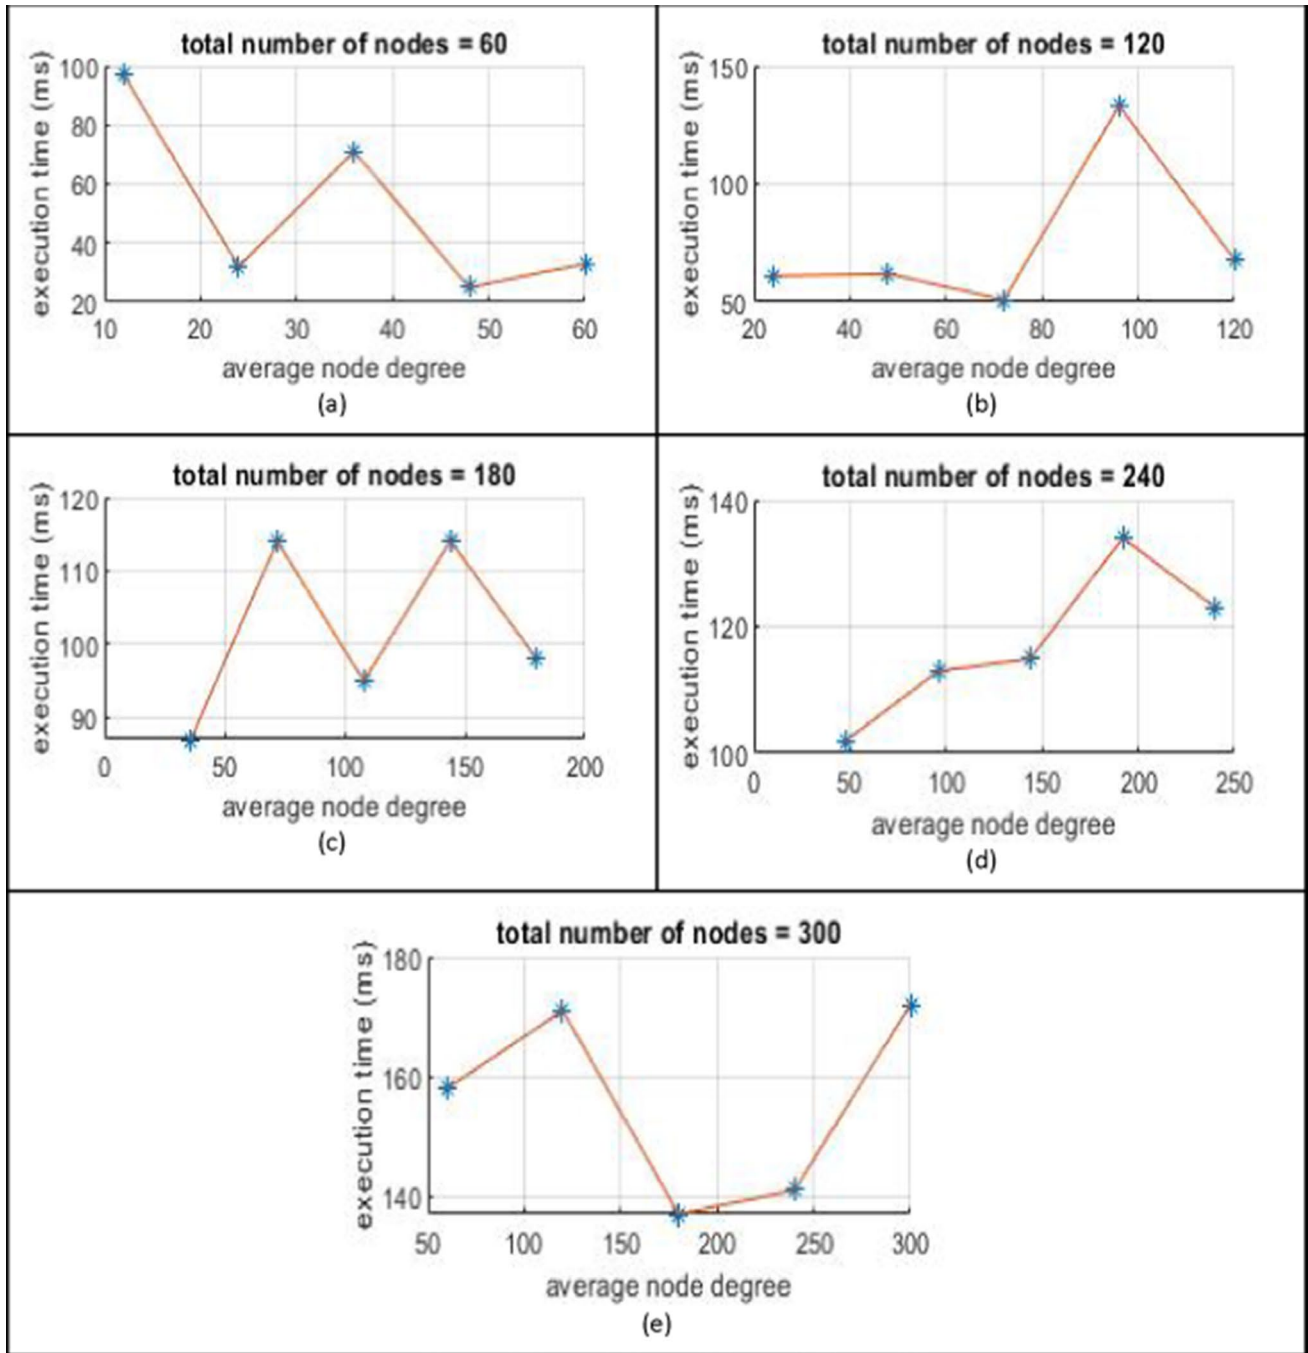 total number of nodes = 60
execution time (ms)
100
80
60
40
20
10 20 30 40 50 60
average node degree
(a)
total number of nodes = 120
execution time (ms)
150
100
50
20 40 60 80 100 120
average node degree
(b)
total number of nodes = 180
execution time (ms)
120
110
100
90
0 50 100 150 200
average node degree
(c)
total number of nodes = 240
execution time (ms)
140
120
100
0 50 100 150 200 250
average node degree
(d)
total number of nodes = 300
execution time (ms)
180
160
140
50 100 150 200 250 300
average node degree
(e)